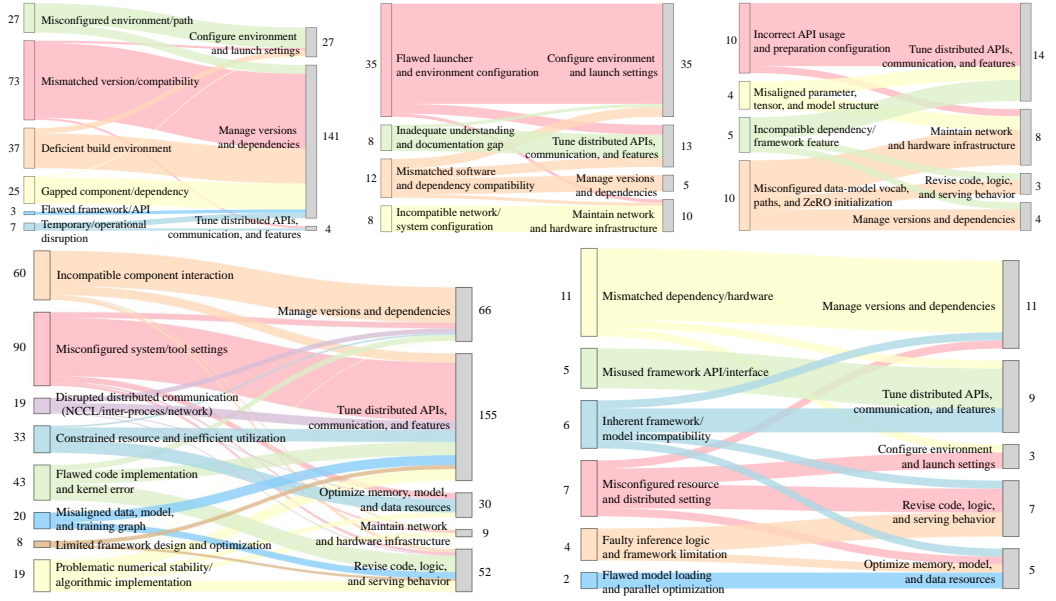 27
Misconfigured environment/path
73
Mismatched version/compatibility
37
Deficient build environment
25
Gapped component/dependency
3
Flawed framework/API
7
Temporary/operational
disruption
Configure environment
and launch settings
27
Manage versions
and dependencies
141
Tune distributed APIs,
communication, and features
4
35
Flawed launcher
and environment configuration
8
Inadequate understanding
and documentation gap
12
Mismatched software
and dependency compatibility
8
Incompatible network/
system configuration
Configure environment
and launch settings
35
Tune distributed APIs,
communication, and features
13
Manage versions
and dependencies
5
Maintain network
and hardware infrastructure
10
10
Incorrect API usage
and preparation configuration
4
Misaligned parameter,
tensor, and model structure
5
Incompatible dependency/
framework feature
10
Misconfigured data-model vocab,
paths, and ZeRO initialization
Tune distributed APIs,
communication, and features
14
Maintain network
and hardware infrastructure
8
Revise code, logic,
and serving behavior
3
Manage versions and dependencies
4
60
Incompatible component interaction
90
Misconfigured system/tool settings
19
Disrupted distributed communication
(NCCL/inter-process/network)
33
Constrained resource and inefficient utilization
43
Flawed code implementation
and kernel error
20
Misaligned data, model,
and training graph
8
Limited framework design and optimization
19
Problematic numerical stability/
algorithmic implementation
Manage versions and dependencies
66
Tune distributed APIs,
communication, and features
155
Optimize memory, model,
and data resources
30
Maintain network
and hardware infrastructure
9
Revise code, logic,
and serving behavior
52
11
Mismatched dependency/hardware
5
Misused framework API/interface
6
Inherent framework/
model incompatibility
7
Misconfigured resource
and distributed setting
4
Faulty inference logic
and framework limitation
2
Flawed model loading
and parallel optimization
Manage versions and dependencies
11
Tune distributed APIs,
communication, and features
9
Configure environment
and launch settings
3
Revise code, logic,
and serving behavior
7
Optimize memory, model,
and data resources
5